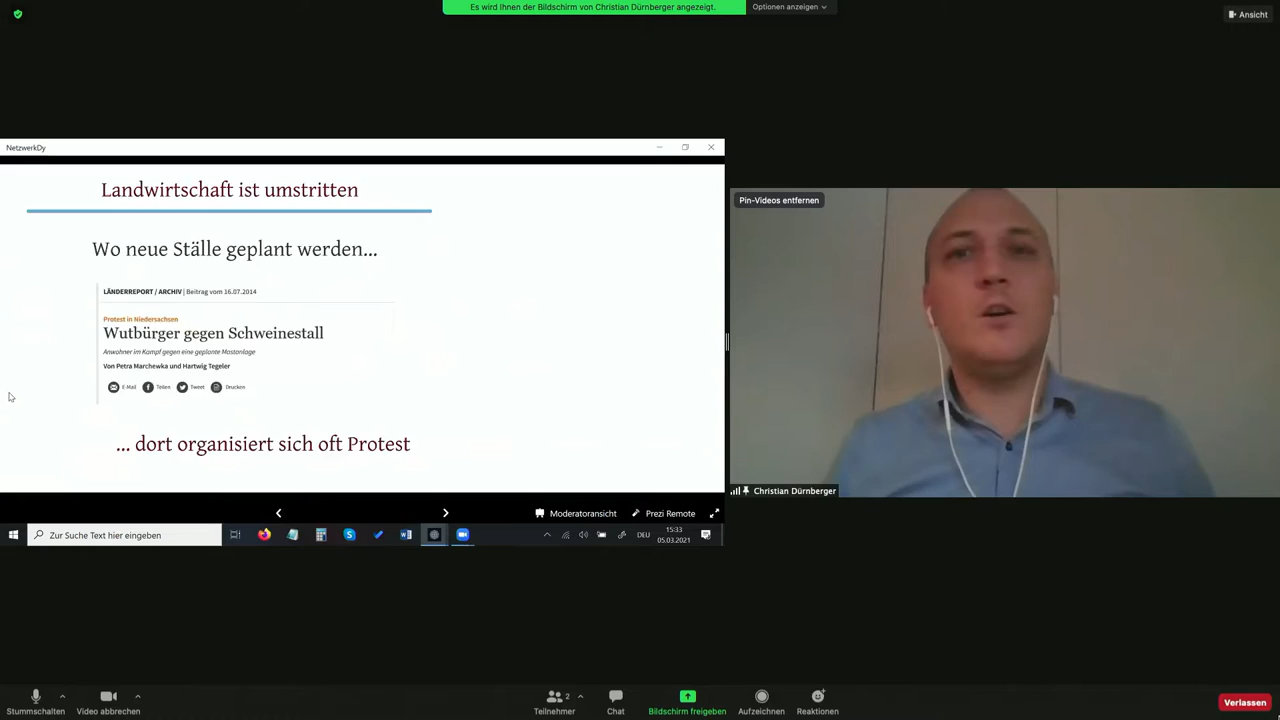 Es wird Ihnen der Bildschirm von Christian Dürnberger angezeigt.
Optionen anzeigen
Ansicht
NetzwerkDy
Landwirtschaft ist umstritten
Wo neue Ställe geplant werden...
LÄNDERREPORT / ARCHIV | Beitrag vom 16.07.2014
Protest in Niedersachsen
Wutbürger gegen Schweinestall
Anwohner im Kampf gegen eine geplante Mastanlage
Von Petra Marchewka und Hartwig Tegeler
E-Mail Teilen Tweet Drucken
... dort organisiert sich oft Protest
Pin-Videos entfernen
Christian Dürnberger
Moderatoransicht
Prezi Remote
Zur Suche Text hier eingeben
DEU
15:33
05.03.2021
Stummschalten
Video abbrechen
2
Teilnehmer
Chat
Bildschirm freigeben
Aufzeichnen
Reaktionen
Verlassen